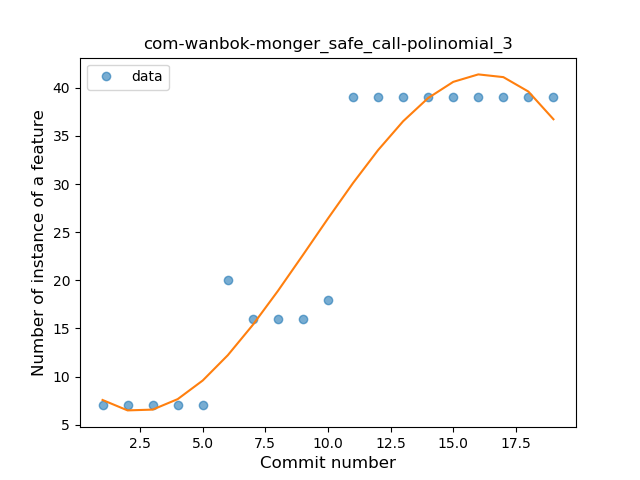 com-wanbok-monger_safe_call-polinomial_3
data
Number of instance of a feature
40
35
30
25
20
15
10
5
2.5 5.0 7.5 10.0 12.5 15.0 17.5
Commit number